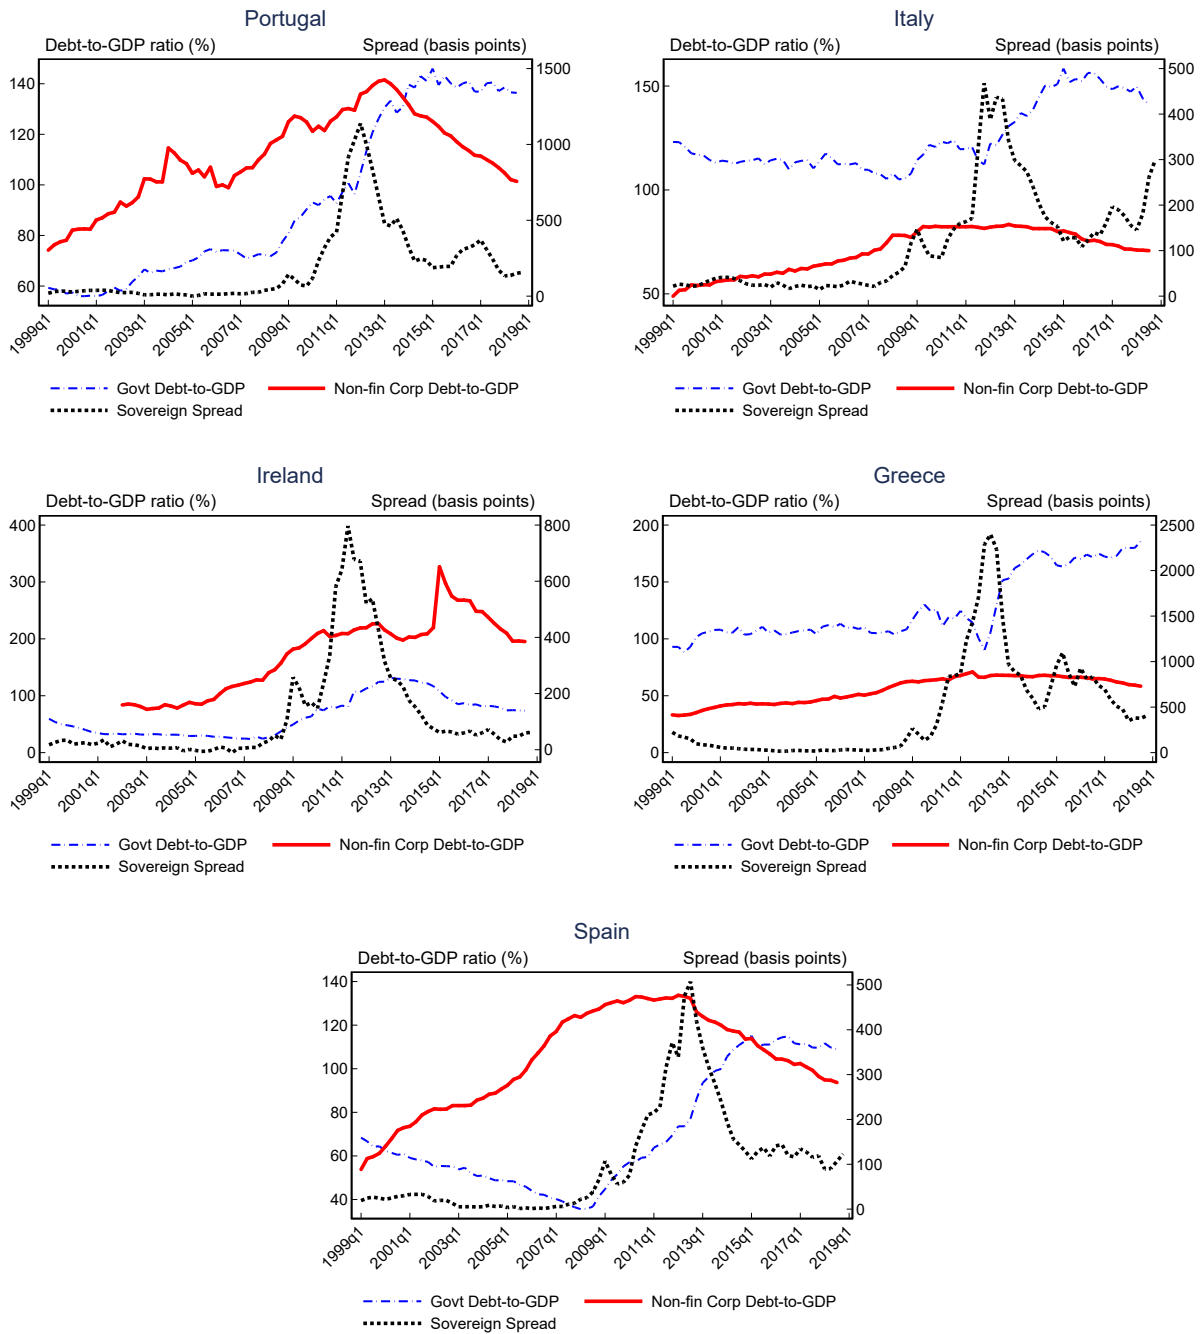 Portugal
Debt-to-GDP ratio (%) Spread (basis points)
140
120
100
80
60
1500
1000
500
0
1999q1 2001q1 2003q1 2005q1 2007q1 2009q1 2011q1 2013q1 2015q1 2017q1 2019q1
Govt Debt-to-GDP Non-fin Corp Debt-to-GDP
Sovereign Spread
Italy
Debt-to-GDP ratio (%) Spread (basis points)
150
100
50
500
400
300
200
100
0
1999q1 2001q1 2003q1 2005q1 2007q1 2009q1 2011q1 2013q1 2015q1 2017q1 2019q1
Govt Debt-to-GDP Non-fin Corp Debt-to-GDP
Sovereign Spread
Ireland
Debt-to-GDP ratio (%) Spread (basis points)
400
300
200
100
0
800
600
400
200
0
1999q1 2001q1 2003q1 2005q1 2007q1 2009q1 2011q1 2013q1 2015q1 2017q1 2019q1
Govt Debt-to-GDP Non-fin Corp Debt-to-GDP
Sovereign Spread
Greece
Debt-to-GDP ratio (%) Spread (basis points)
200
150
100
50
0
2500
2000
1500
1000
500
0
1999q1 2001q1 2003q1 2005q1 2007q1 2009q1 2011q1 2013q1 2015q1 2017q1 2019q1
Govt Debt-to-GDP Non-fin Corp Debt-to-GDP
Sovereign Spread
Spain
Debt-to-GDP ratio (%) Spread (basis points)
140
120
100
80
60
40
500
400
300
200
100
0
1999q1 2001q1 2003q1 2005q1 2007q1 2009q1 2011q1 2013q1 2015q1 2017q1 2019q1
Govt Debt-to-GDP Non-fin Corp Debt-to-GDP
Sovereign Spread